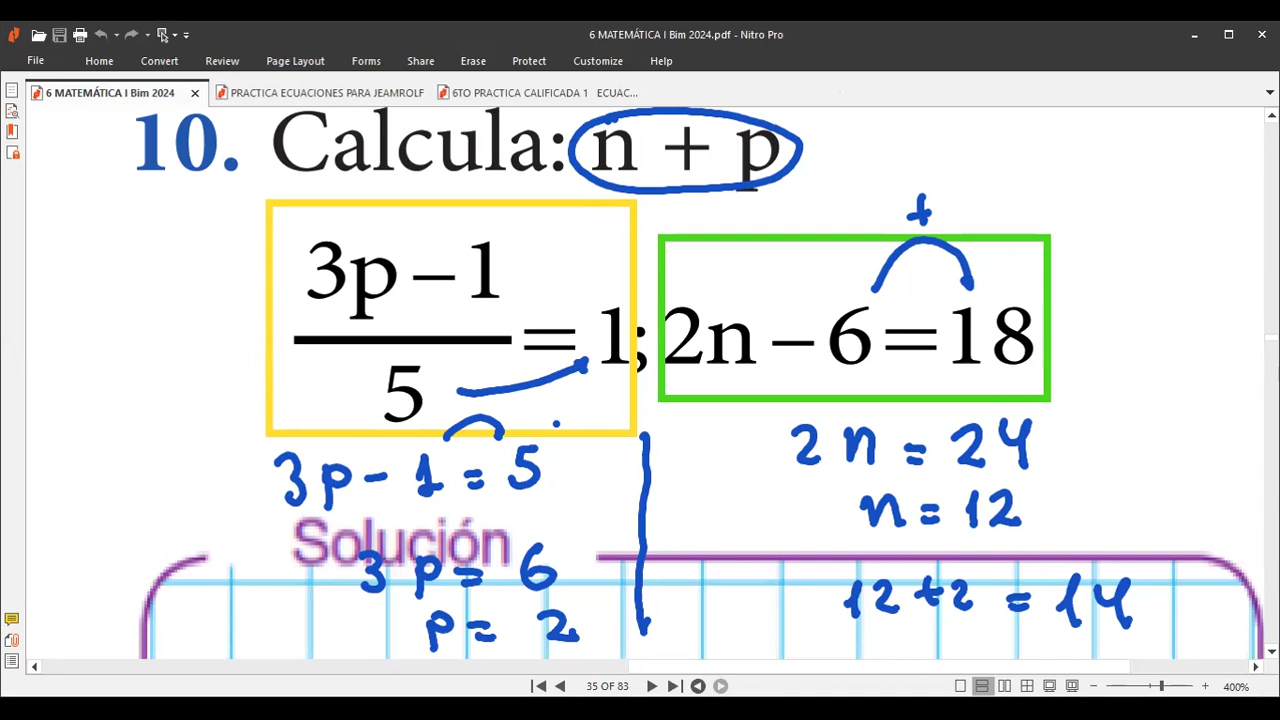 6 MATEMÁTICA I Bim 2024.pdf - Nitro Pro
File Home Convert Review Page Layout Forms Share Erase Protect Customize Help
6 MATEMÁTICA I Bim 2024 × PRACTICA ECUACIONES PARA JEAMROLF 6TO PRACTICA CALIFICADA 1 ECUAC...
10. Calcula: n + p
+
3p – 1
/ 5 = 1; 2n – 6 = 18
3p - 1 = 5
2n = 24
n = 12
Solución
3p = 6
12 + 2 = 14
p = 2
35 OF 83
400%